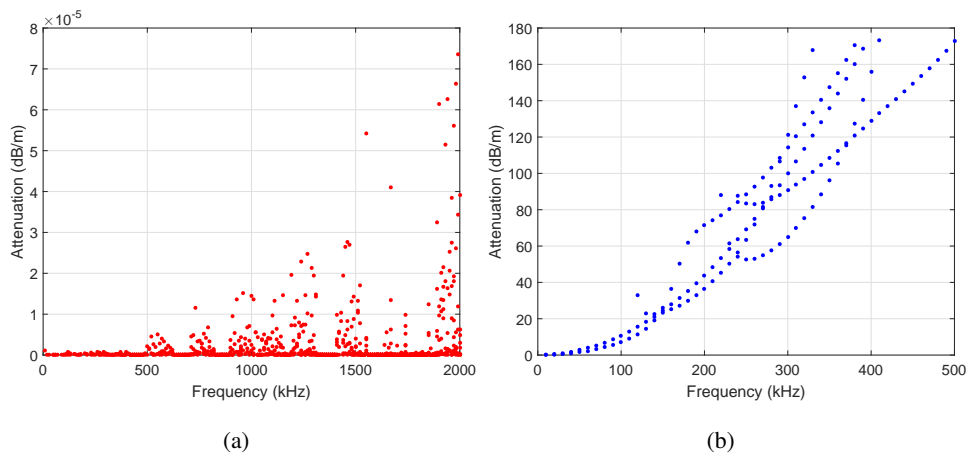 ×10⁻⁵
8
7
6
5
4
3
2
1
0
Attenuation (dB/m)
0 500 1000 1500 2000
Frequency (kHz)
(a)
180
160
140
120
100
80
60
40
20
0
Attenuation (dB/m)
0 100 200 300 400 500
Frequency (kHz)
(b)